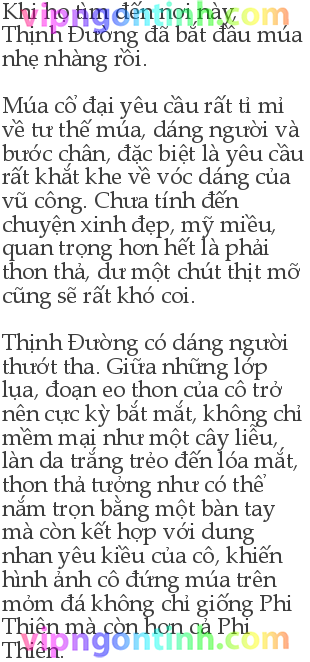 Khi họ tìm đến nơi này,
vipngontinh.com
Thịnh Đường đã bắt đầu múa
nhẹ nhàng rồi.
Múa cổ đại yêu cầu rất tỉ mỉ
về tư thế múa, dáng người và
bước chân, đặc biệt là yêu cầu
rất khắt khe về vóc dáng của
vũ công. Chưa tính đến
chuyện xinh đẹp, mỹ miều,
quan trọng hơn hết là phải
thon thả, dư một chút thịt mỡ
cũng sẽ rất khó coi.
Thịnh Đường có dáng người
thướt tha. Giữa những lớp
lụa, đoạn eo thon của cô trở
nên cực kỳ bắt mắt, không chỉ
mềm mại như một cây liễu,
làn da trắng trẻo đến lóa mắt,
thon thả tưởng như có thể
nắm trọn bằng một bàn tay
mà còn kết hợp với dung
nhan yêu kiều của cô, khiến
hình ảnh cô đứng múa trên
mỏm đá không chỉ giống Phi
Thiên mà còn hơn cả Phi
vipngontinh.com
Thiên.